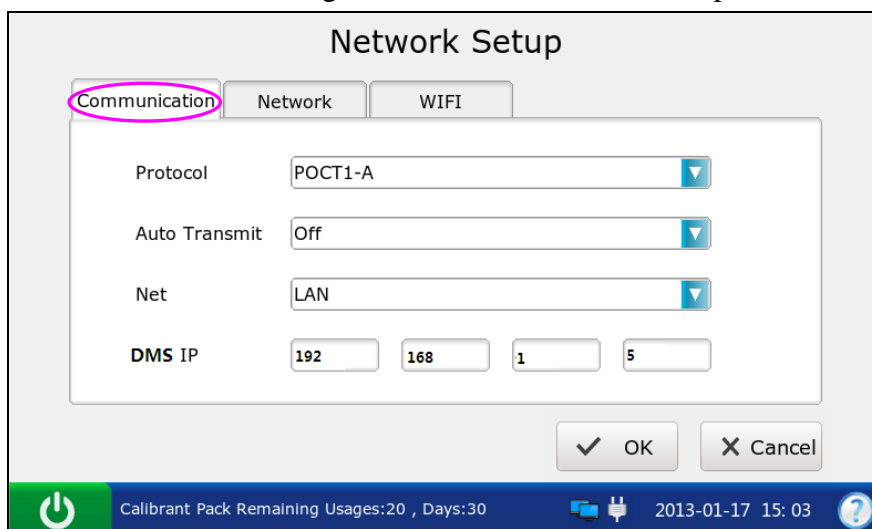 Network Setup
Communication Network WIFI
Protocol POCT1-A
Auto Transmit Off
Net LAN
DMS IP 192 168 1 5
OK Cancel
Calibrant Pack Remaining Usages:20 , Days:30 2013-01-17 15: 03 ?